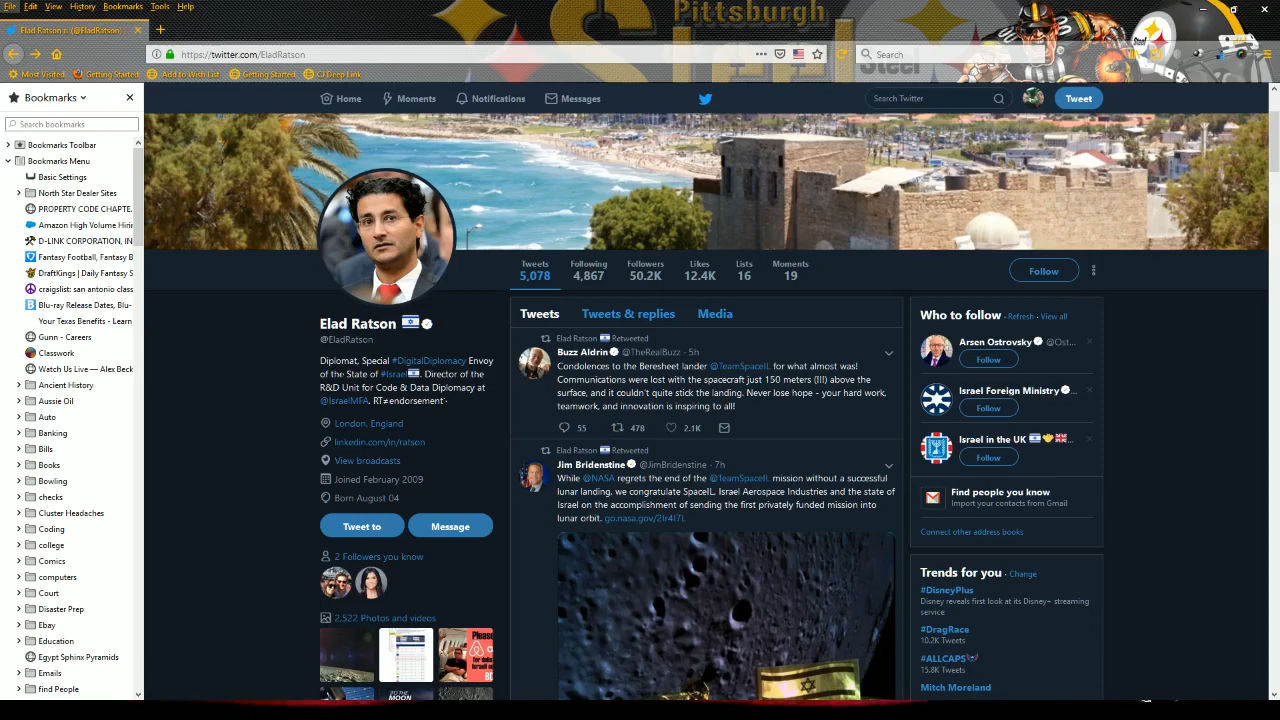 File Edit View History Bookmarks Tools Help
Pittsburgh
Elad Ratson (@EladRatson)
https://twitter.com/EladRatson
Search
Most Visited Getting Started Add to Wish List Getting Started CJ Deep Link
Bookmarks
Search bookmarks
Bookmarks Toolbar
Bookmarks Menu
Basic Settings
North Star Dealer Sites
PROPERTY CODE CHAPTE
Amazon High Volume Hirin
D-LINK CORPORATION, IN
Fantasy Football, Fantasy B
DraftKings | Daily Fantasy S
craigslist: san antonio class
Blu-ray Release Dates, Blu-
Your Texas Benefits - Learn
Gunn - Careers
Classwork
Watch Us Live — Alex Beck
Ancient History
Aussie Oil
Auto
Banking
Bills
Books
Bowling
checks
Cluster Headaches
Coding
college
Comics
computers
Court
Disaster Prep
Ebay
Education
Egypt Sphinx Pyramids
Emails
find People
Home Moments Notifications Messages
Search Twitter
Tweet
Tweets Following Followers Likes Lists Moments
5,078 4,867 50.2K 12.4K 16 19
Follow
Elad Ratson
@EladRatson
Diplomat, Special #DigitalDiplomacy Envoy
of the State of #Israel. Director of the
R&D Unit for Code & Data Diplomacy at
@IsraelMFA. RT≠endorsement
London, England
linkedin.com/in/ratson
View broadcasts
Joined February 2009
Born August 04
Tweet to Message
2 Followers you know
2,522 Photos and videos
Please
TO THE
MOON
Tweets Tweets & replies Media
Elad Ratson Retweeted
Buzz Aldrin @TheRealBuzz · 5h
Condolences to the Beresheet lander @TeamSpaceIL for what almost was!
Communications were lost with the spacecraft just 150 meters (!!!) above the
surface, and it couldn't quite stick the landing. Never lose hope - your hard work,
teamwork, and innovation is inspiring to all!
55 478 2.1K
Elad Ratson Retweeted
Jim Bridenstine @JimBridenstine · 7h
While @NASA regrets the end of the @TeamSpaceIL mission without a successful
lunar landing, we congratulate SpaceIL, Israel Aerospace Industries and the state of
Israel on the accomplishment of sending the first privately funded mission into
lunar orbit. go.nasa.gov/2Ir4I7L
Who to follow · Refresh · View all
Arsen Ostrovsky @Ost...
Follow
Israel Foreign Ministry ...
Follow
Israel in the UK ...
Follow
Find people you know
Import your contacts from Gmail
Connect other address books
Trends for you · Change
#DisneyPlus
Disney reveals first look at its Disney+ streaming
service
#DragRace
10.2K Tweets
#ALLCAPS
15.8K Tweets
Mitch Moreland